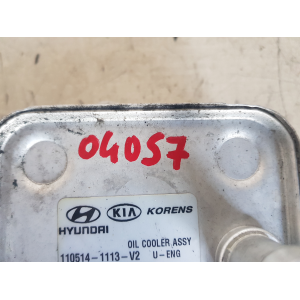 04057
KIA KORENS
HYUNDAI
OIL COOLER ASSY
110514-1113-V2 U-ENG